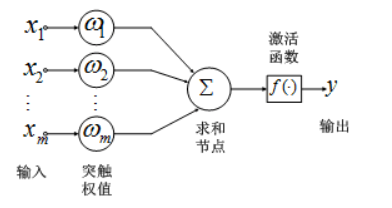 x₁ ω₁
激活
函数
x₂ ω₂ Σ f(·) y
⋮ ⋮
求和
节点
输出
xₘ ωₘ
输入
突触
权值